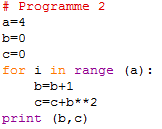 # Programme 2
a=4
b=0
c=0
for i in range (a):
    b=b+1
    c=c+b**2
print (b,c)